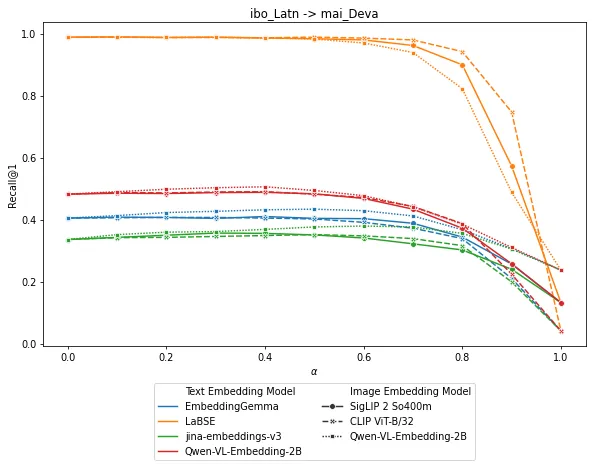 ibo_Latn -> mai_Deva
Recall@1
1.0
0.8
0.6
0.4
0.2
0.0
0.0 0.2 0.4 0.6 0.8 1.0
α
Text Embedding Model
EmbeddingGemma
LaBSE
jina-embeddings-v3
Qwen-VL-Embedding-2B
Image Embedding Model
SigLIP 2 So400m
CLIP ViT-B/32
Qwen-VL-Embedding-2B